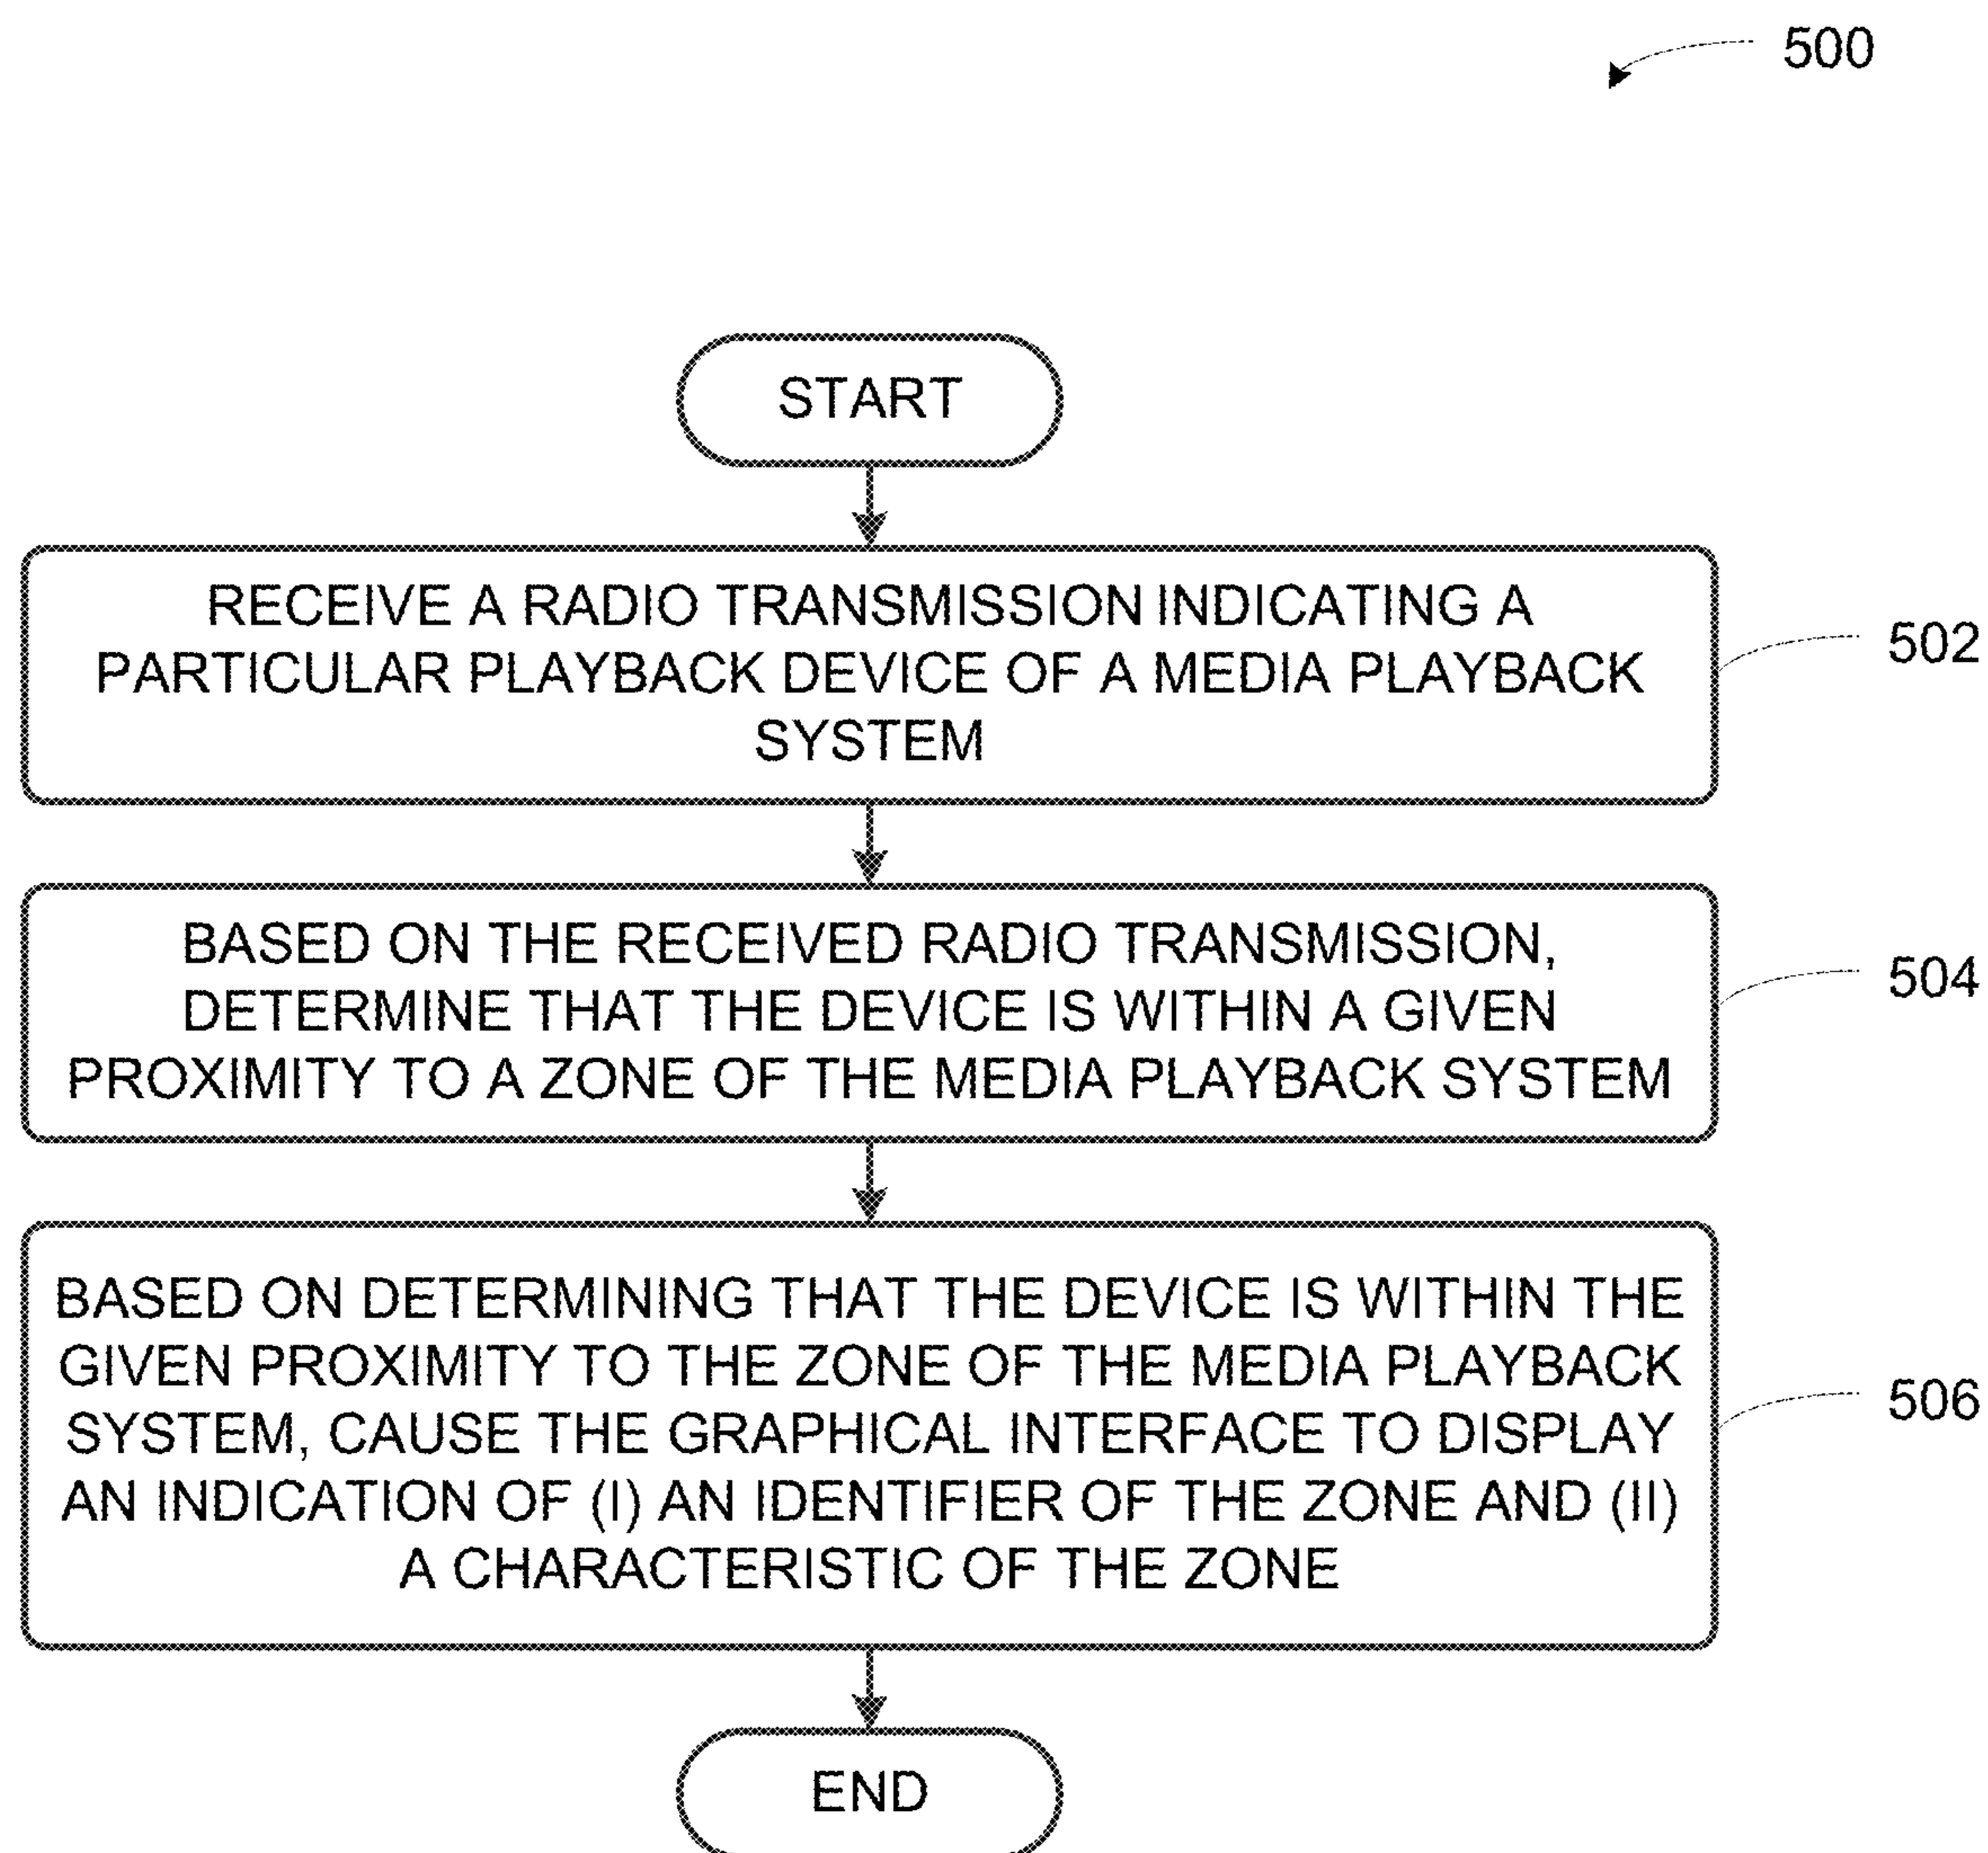 500
START
RECEIVE A RADIO TRANSMISSION INDICATING A
PARTICULAR PLAYBACK DEVICE OF A MEDIA PLAYBACK
SYSTEM
502
BASED ON THE RECEIVED RADIO TRANSMISSION,
DETERMINE THAT THE DEVICE IS WITHIN A GIVEN
PROXIMITY TO A ZONE OF THE MEDIA PLAYBACK SYSTEM
504
BASED ON DETERMINING THAT THE DEVICE IS WITHIN THE
GIVEN PROXIMITY TO THE ZONE OF THE MEDIA PLAYBACK
SYSTEM, CAUSE THE GRAPHICAL INTERFACE TO DISPLAY
AN INDICATION OF (I) AN IDENTIFIER OF THE ZONE AND (II)
A CHARACTERISTIC OF THE ZONE
506
END